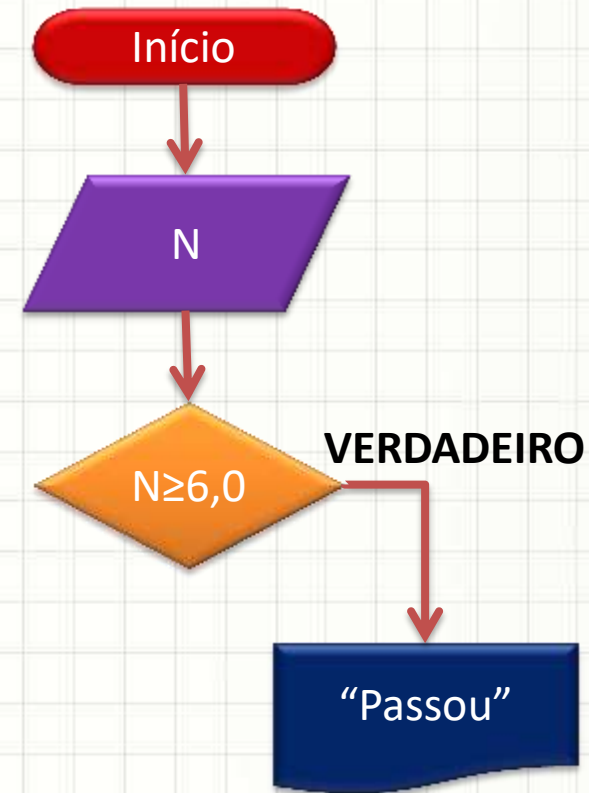 Início
N
VERDADEIRO
N≥6,0
“Passou”